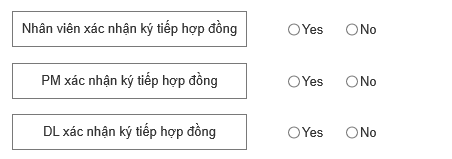 Nhân viên xác nhận ký tiếp hợp đồng Yes No
PM xác nhận ký tiếp hợp đồng Yes No
DL xác nhận ký tiếp hợp đồng Yes No